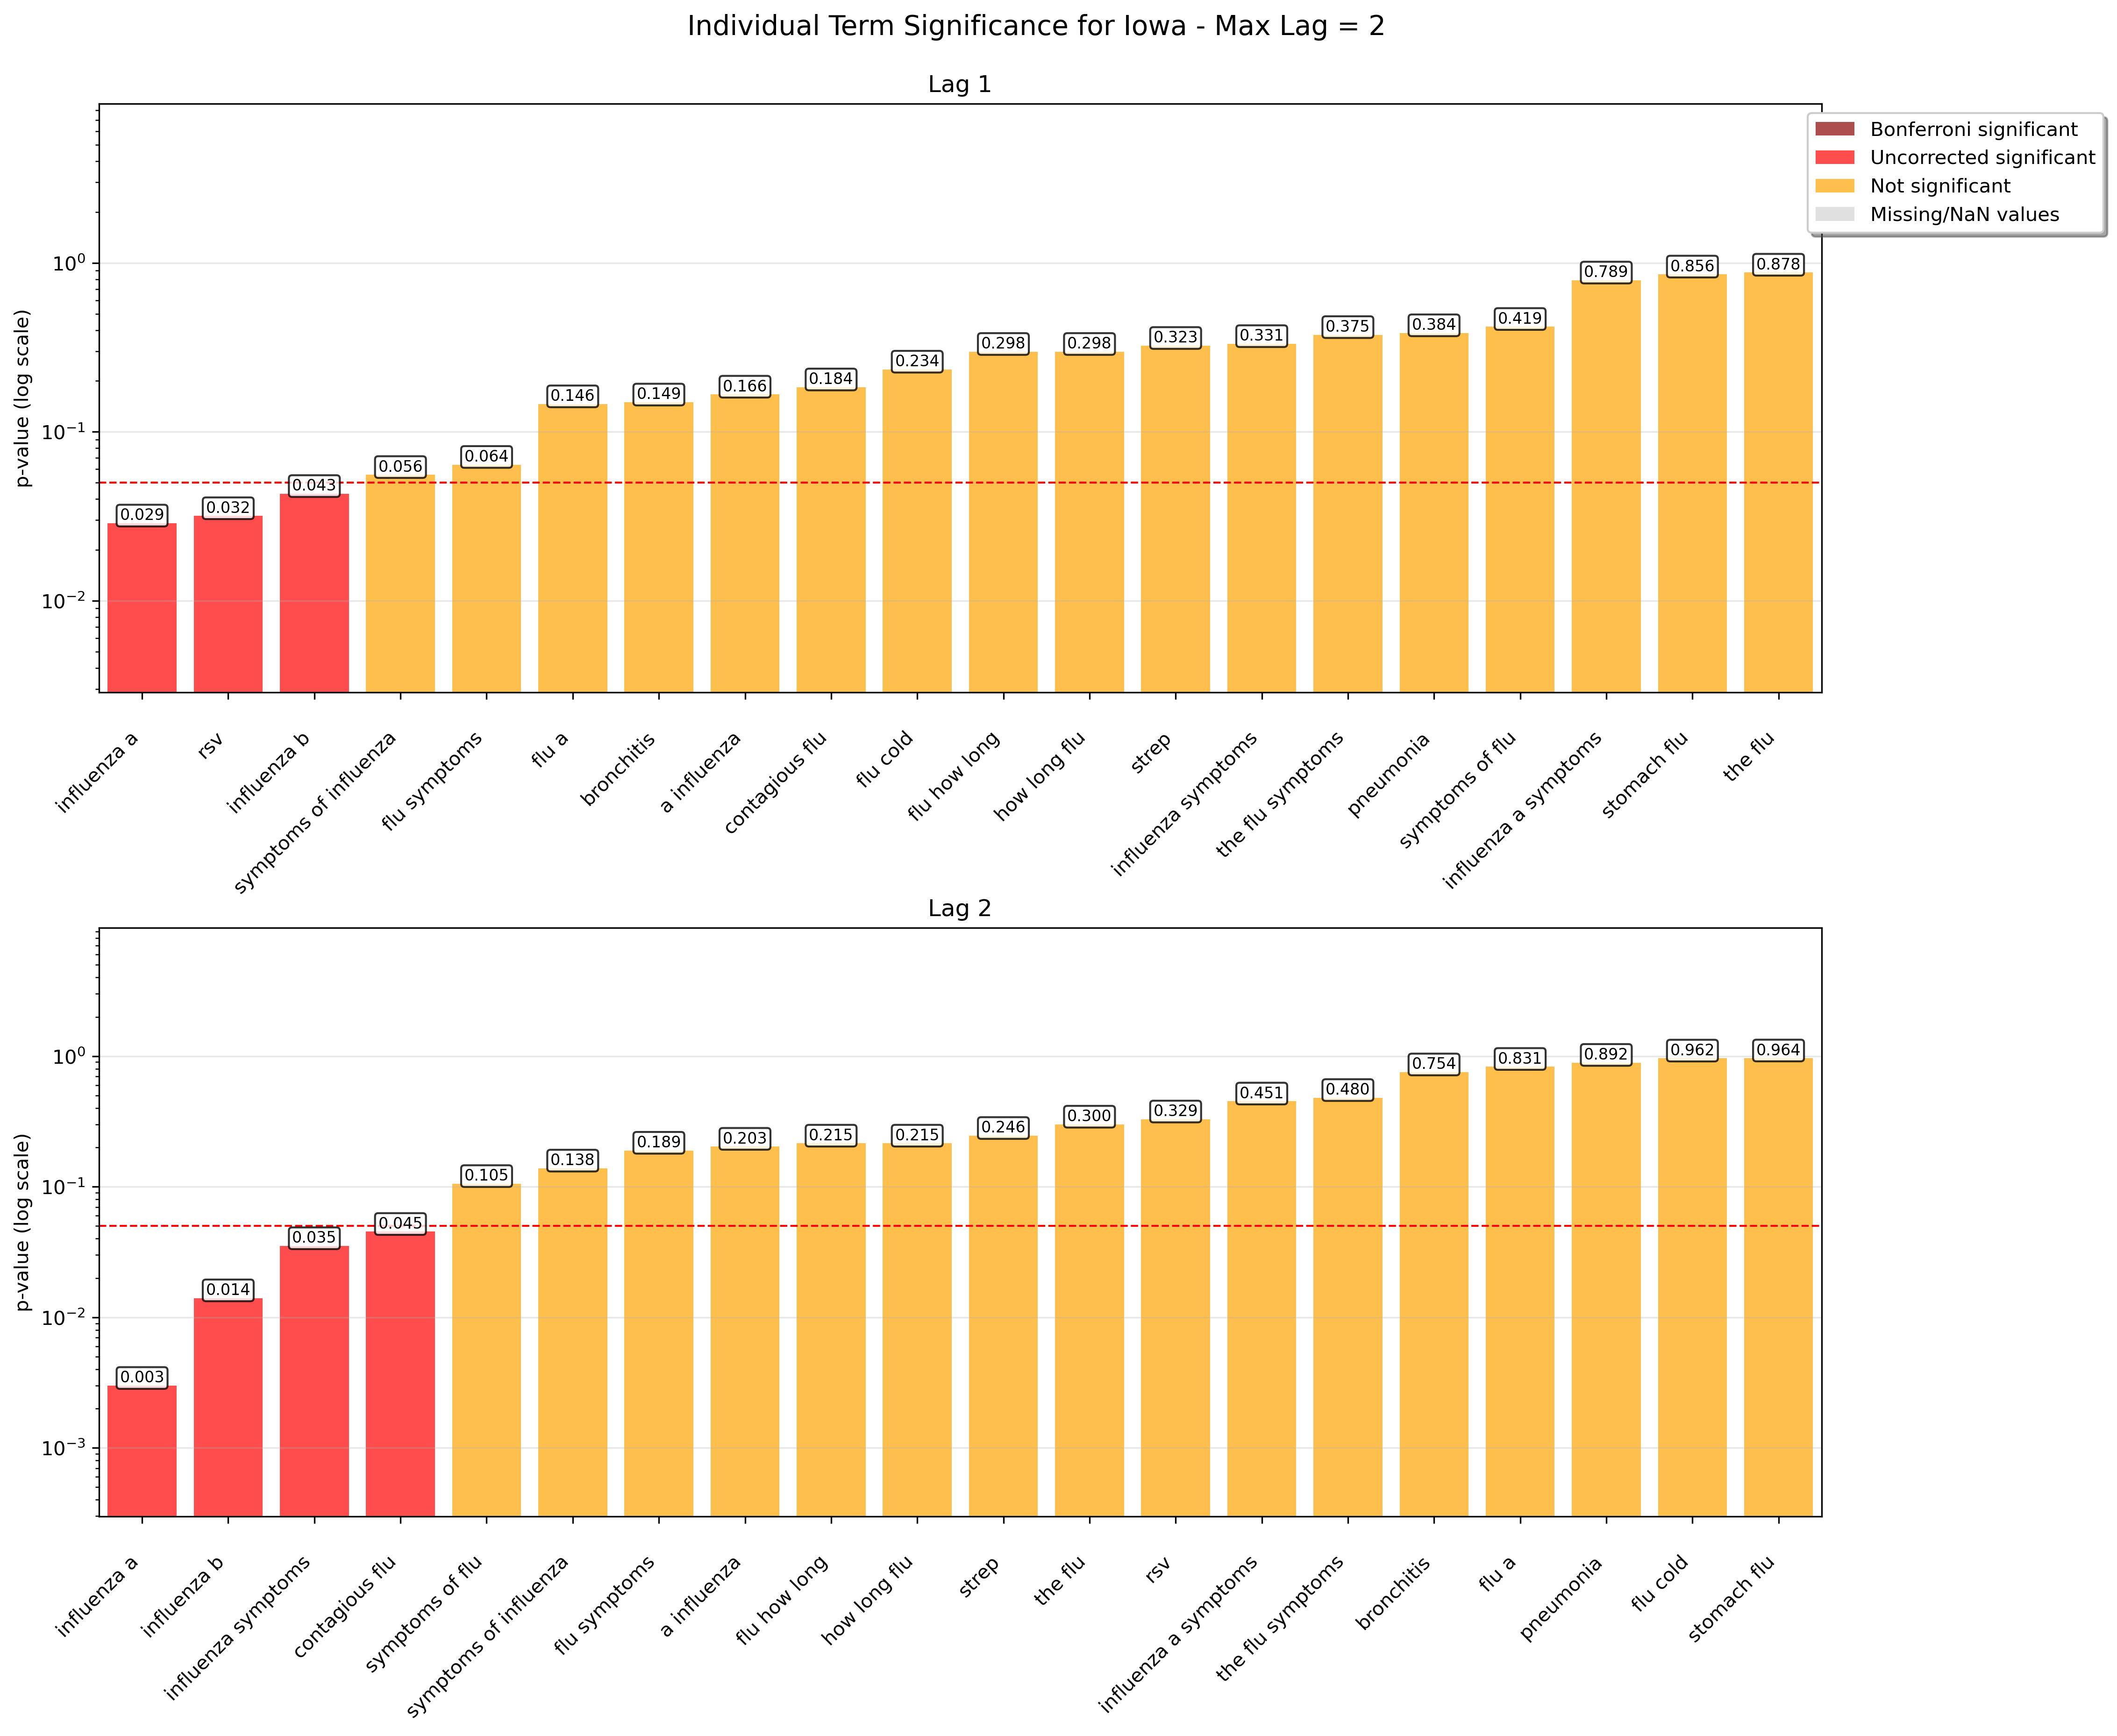 Individual Term Significance for Iowa - Max Lag = 2
Lag 1
Bonferroni significant
Uncorrected significant
Not significant
Missing/NaN values
p-value (log scale)
10⁰
10⁻¹
10⁻²
0.029
0.032
0.043
0.056
0.064
0.146
0.149
0.166
0.184
0.234
0.298
0.298
0.323
0.331
0.375
0.384
0.419
0.789
0.856
0.878
influenza a
rsv
influenza b
symptoms of influenza
flu symptoms
flu a
bronchitis
a influenza
contagious flu
flu cold
flu how long
how long flu
strep
influenza symptoms
the flu symptoms
pneumonia
symptoms of flu
influenza a symptoms
stomach flu
the flu
Lag 2
p-value (log scale)
10⁰
10⁻¹
10⁻²
10⁻³
0.003
0.014
0.035
0.045
0.105
0.138
0.189
0.203
0.215
0.215
0.246
0.300
0.329
0.451
0.480
0.754
0.831
0.892
0.962
0.964
influenza a
influenza b
influenza symptoms
contagious flu
symptoms of flu
symptoms of influenza
flu symptoms
a influenza
flu how long
how long flu
strep
the flu
rsv
influenza a symptoms
the flu symptoms
bronchitis
flu a
pneumonia
flu cold
stomach flu